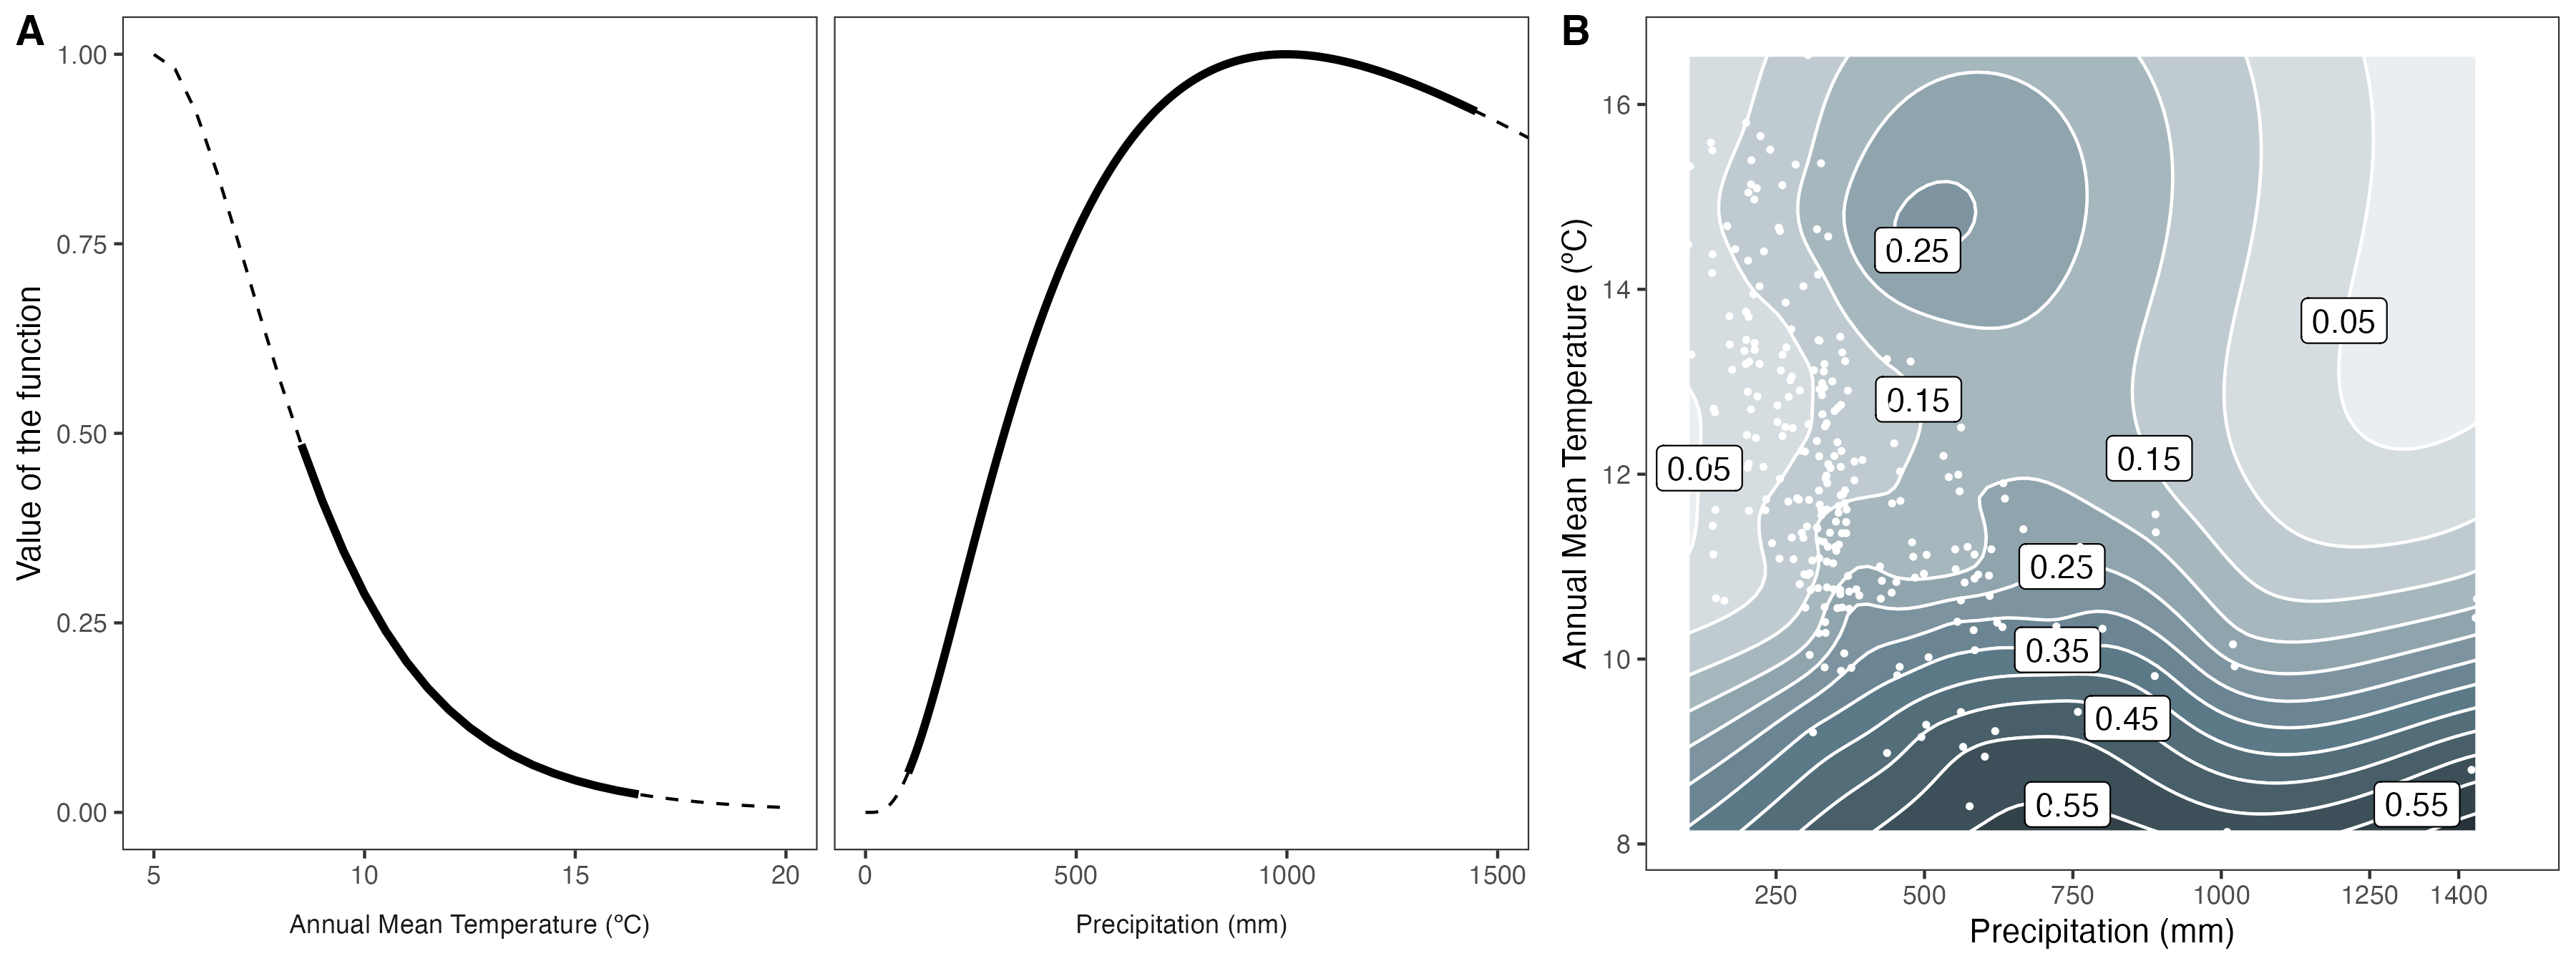 A
Value of the function
1.00
0.75
0.50
0.25
0.00
5 10 15 20
Annual Mean Temperature (ºC)
0 500 1000 1500
Precipitation (mm)
B
Annual Mean Temperature (ºC)
16
14
12
10
8
0.25
0.05
0.15
0.15
0.05
0.25
0.35
0.45
0.55
0.55
250 500 750 1000 1250 1400
Precipitation (mm)